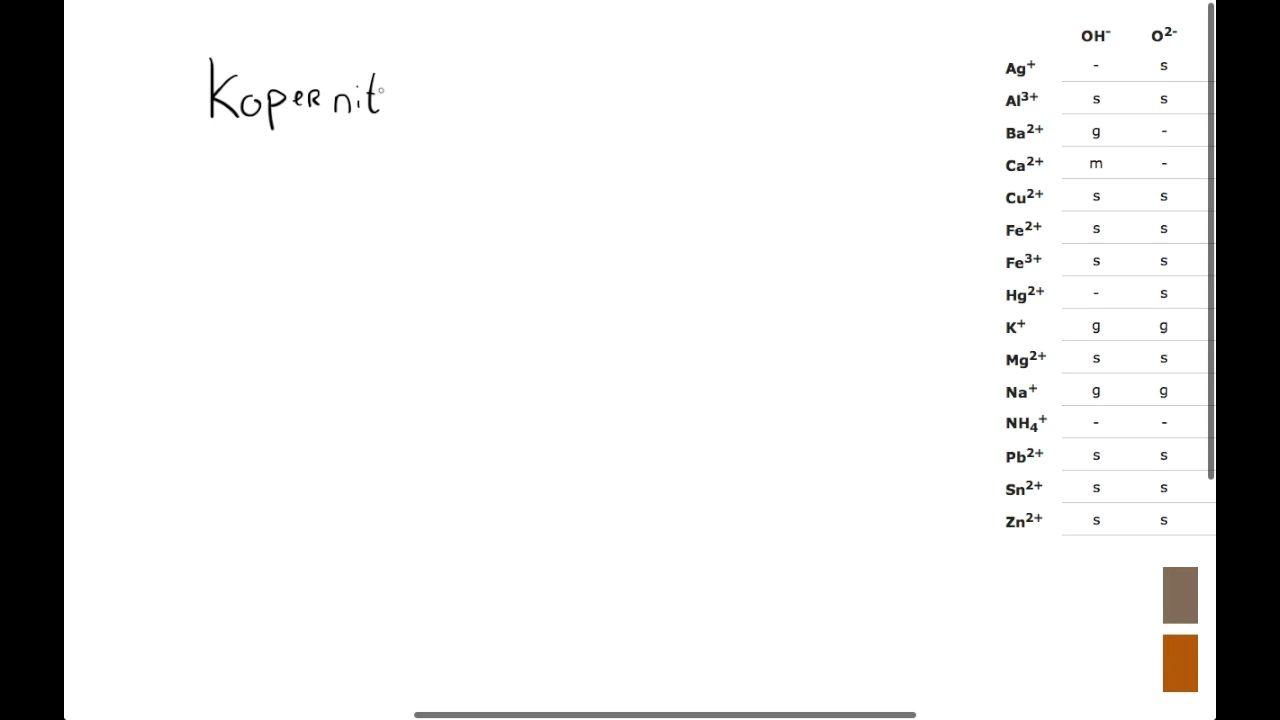 Kopernit
OH⁻ O²⁻
Ag⁺ - s
Al³⁺ s s
Ba²⁺ g -
Ca²⁺ m -
Cu²⁺ s s
Fe²⁺ s s
Fe³⁺ s s
Hg²⁺ - s
K⁺ g g
Mg²⁺ s s
Na⁺ g g
NH₄⁺ - -
Pb²⁺ s s
Sn²⁺ s s
Zn²⁺ s s